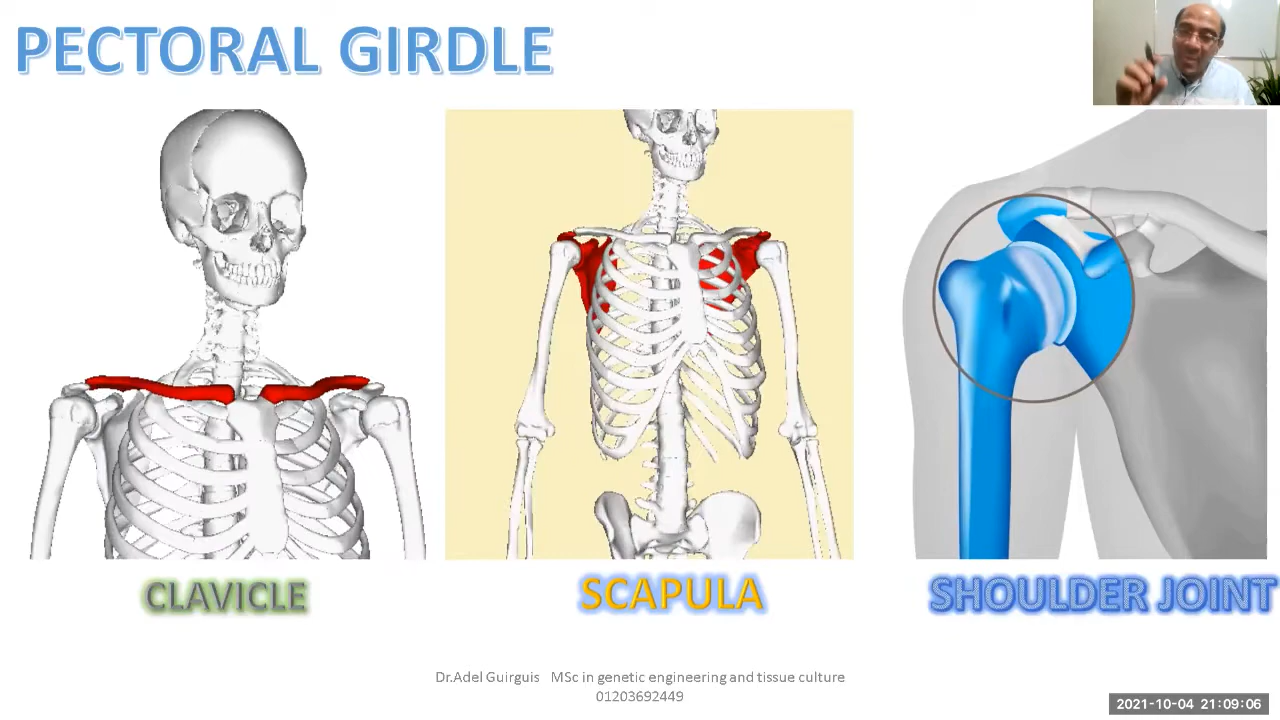 PECTORAL GIRDLE
CLAVICLE
SCAPULA
SHOULDER JOINT
Dr.Adel Guirguis MSc in genetic engineering and tissue culture
01203692449
2021-10-04 21:09:06